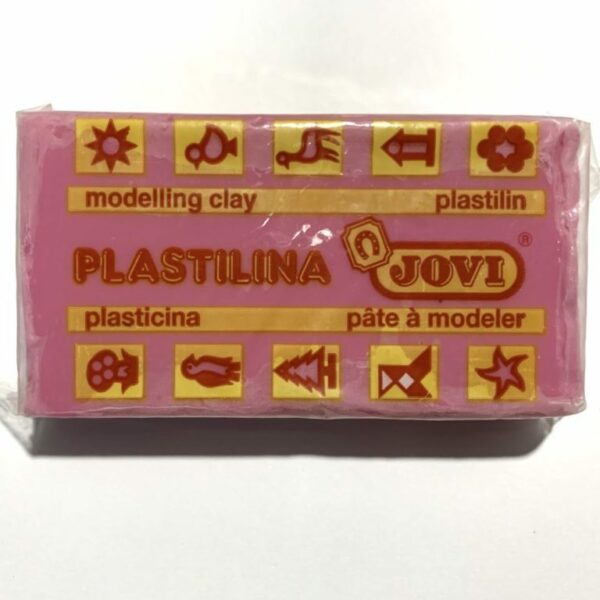 modelling clay plastilin
PLASTILINA JOVI®
plasticina pâte à modeler